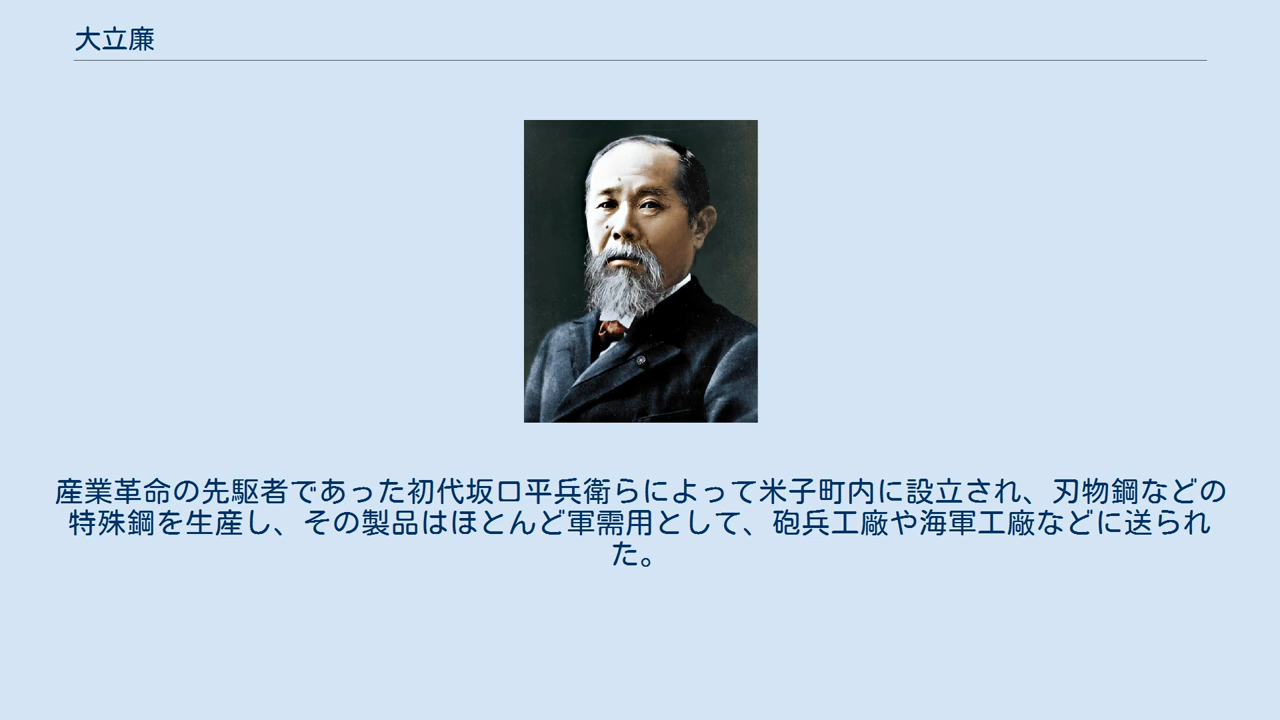 大立廉
産業革命の先駆者であった初代坂口平兵衛らによって米子町内に設立され、刃物鋼などの
特殊鋼を生産し、その製品はほとんど軍需用として、砲兵工廠や海軍工廠などに送られ
た。